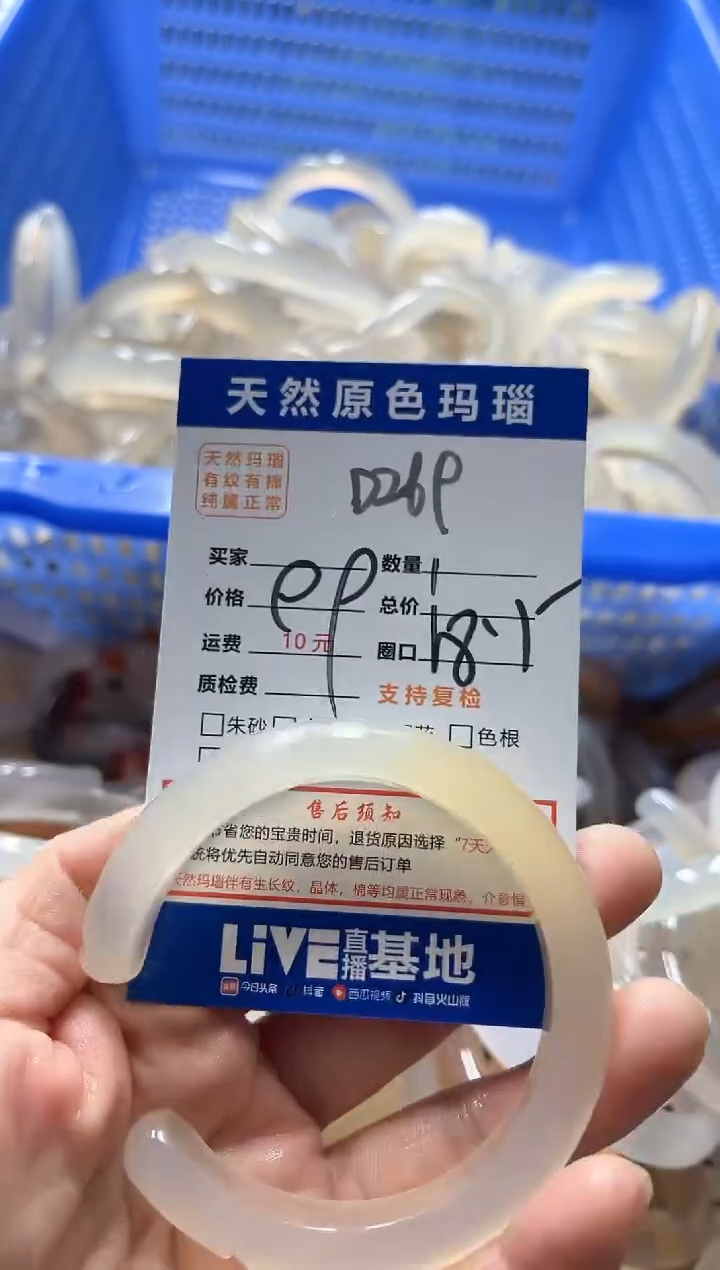 天然原色玛瑙
天然玛瑙
有纹有棉
纯属正常
D269
买家 数量 1
价格 99 总价
运费 10元 圈口 18.5
质检费 支持复检
朱砂 色根
售后须知
省您的宝贵时间，退货原因选择 “7天
统将优先自动同意您的售后订单
天然玛瑙伴有生长纹，晶体，棉等均属正常现象，介意慎
LiVE直播基地
今日头条 抖音 西瓜视频 抖音火山版